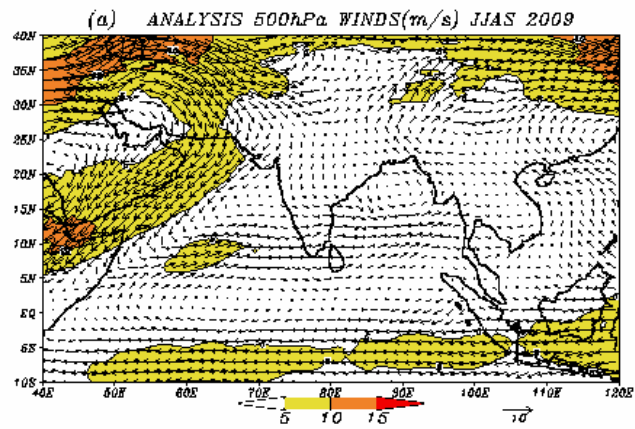 (a) ANALYSIS 500hPa WINDS(m/s) JJAS 2009
40N
35N
30N
25N
20N
15N
10N
5N
EQ
5S
10S
40E 50E 60E 70E 80E 90E 100E 110E 120E
5 10 15
10